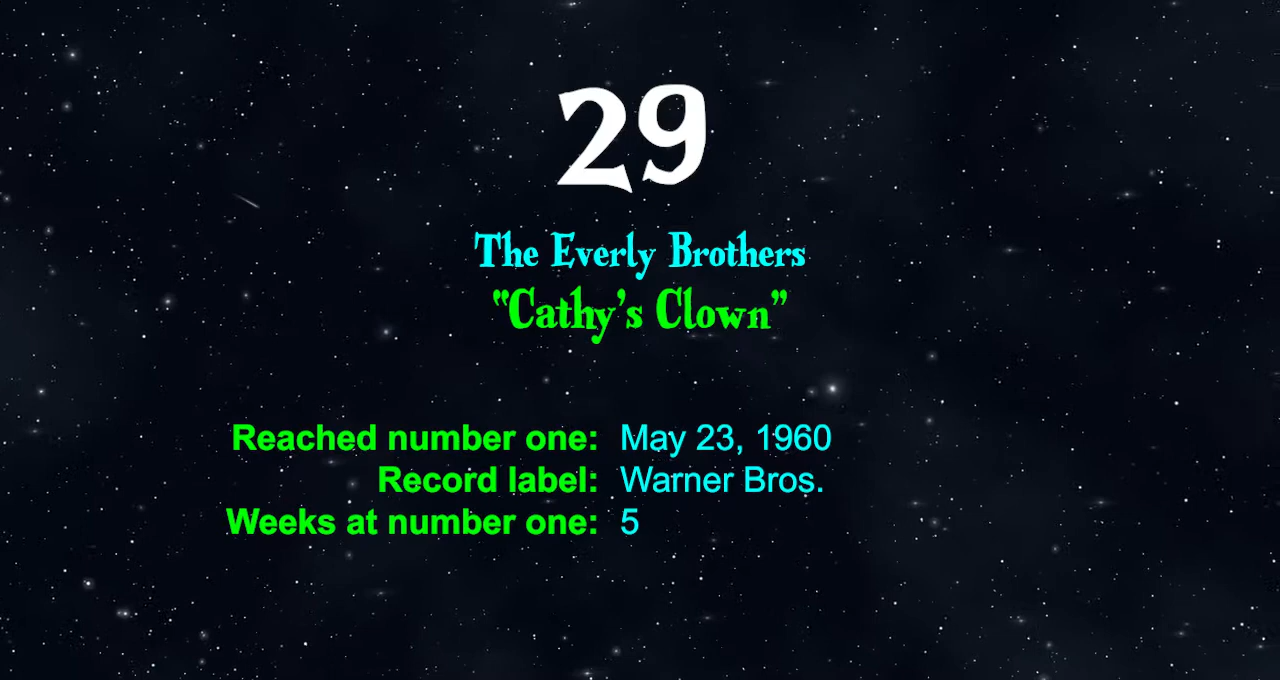 29
The Everly Brothers
"Cathy's Clown"
Reached number one: May 23, 1960
Record label: Warner Bros.
Weeks at number one: 5